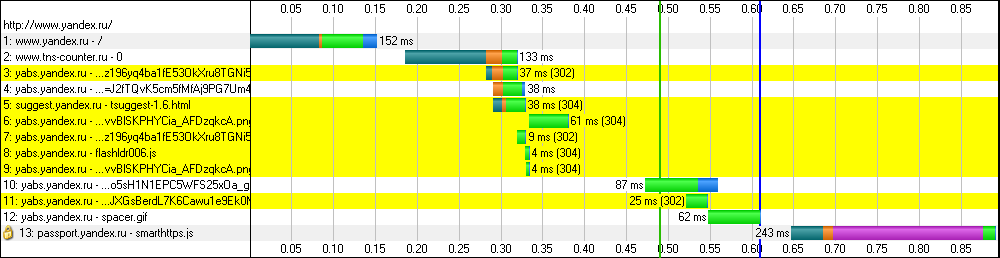 0.05 0.10 0.15 0.20 0.25 0.30 0.35 0.40 0.45 0.50 0.55 0.60 0.65 0.70 0.75 0.80 0.85
http://www.yandex.ru/
1: www.yandex.ru - / 152 ms
2: www.tns-counter.ru - 0 133 ms
3: yabs.yandex.ru - ...z196yq4ba1fE53OkXru8TGNi5 37 ms (302)
4: yabs.yandex.ru - ...=J2fTQvK5cm5fMfAj9PG7Um4 38 ms
5: suggest.yandex.ru - tsuggest-1.6.html 38 ms (304)
6: yabs.yandex.ru - ...vvBISKPHYCia_AFDzqkcA.png 61 ms (304)
7: yabs.yandex.ru - ...z196yq4ba1fE53OkXru8TGNi5 9 ms (302)
8: yabs.yandex.ru - flashldr006.js 4 ms (304)
9: yabs.yandex.ru - ...vvBISKPHYCia_AFDzqkcA.png 4 ms (304)
10: yabs.yandex.ru - ...o5sH1N1EPC5WFS25xOa_g 87 ms
11: yabs.yandex.ru - ...JXGsBerdL7K6Cawu1e9Ek0N 25 ms (302)
12: yabs.yandex.ru - spacer.gif 62 ms
13: passport.yandex.ru - smarthttps.js 243 ms
0.05 0.10 0.15 0.20 0.25 0.30 0.35 0.40 0.45 0.50 0.55 0.60 0.65 0.70 0.75 0.80 0.85